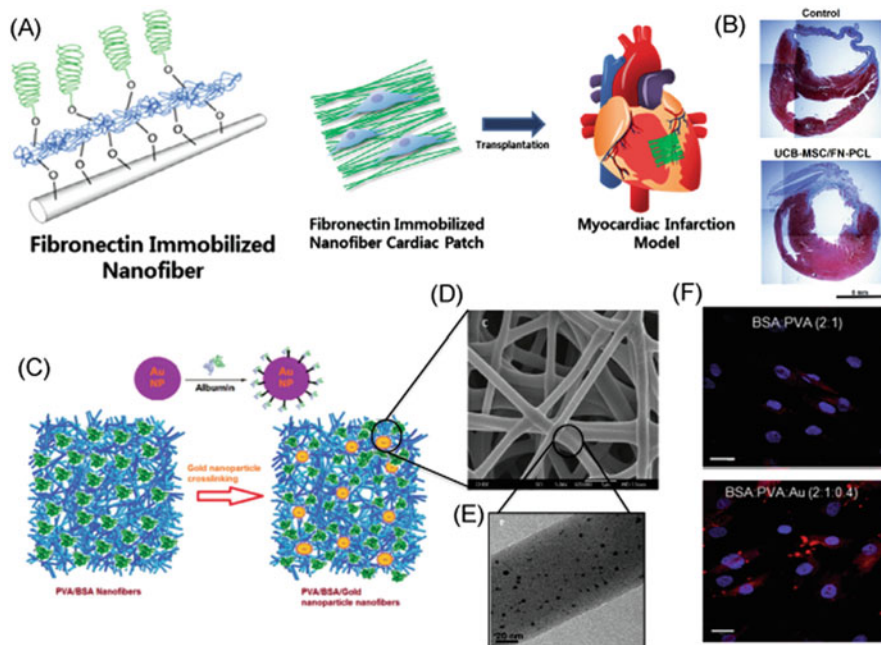 (A)
O
O
O
O
O
O
O
O
O
Fibronectin Immobilized
Nanofiber
Fibronectin Immobilized
Nanofiber Cardiac Patch
Transplantation
Myocardiac Infarction
Model
(B)
Control
UCB-MSC/FN-PCL
(C)
Au
NP
Albumin
Au
NP
Gold nanoparticle
crosslinking
PVA/BSA Nanofibers
PVA/BSA/Gold
nanoparticle nanofibers
(D)
c
(E)
20 nm
(F)
BSA:PVA (2:1)
BSA:PVA:Au (2:1:0.4)